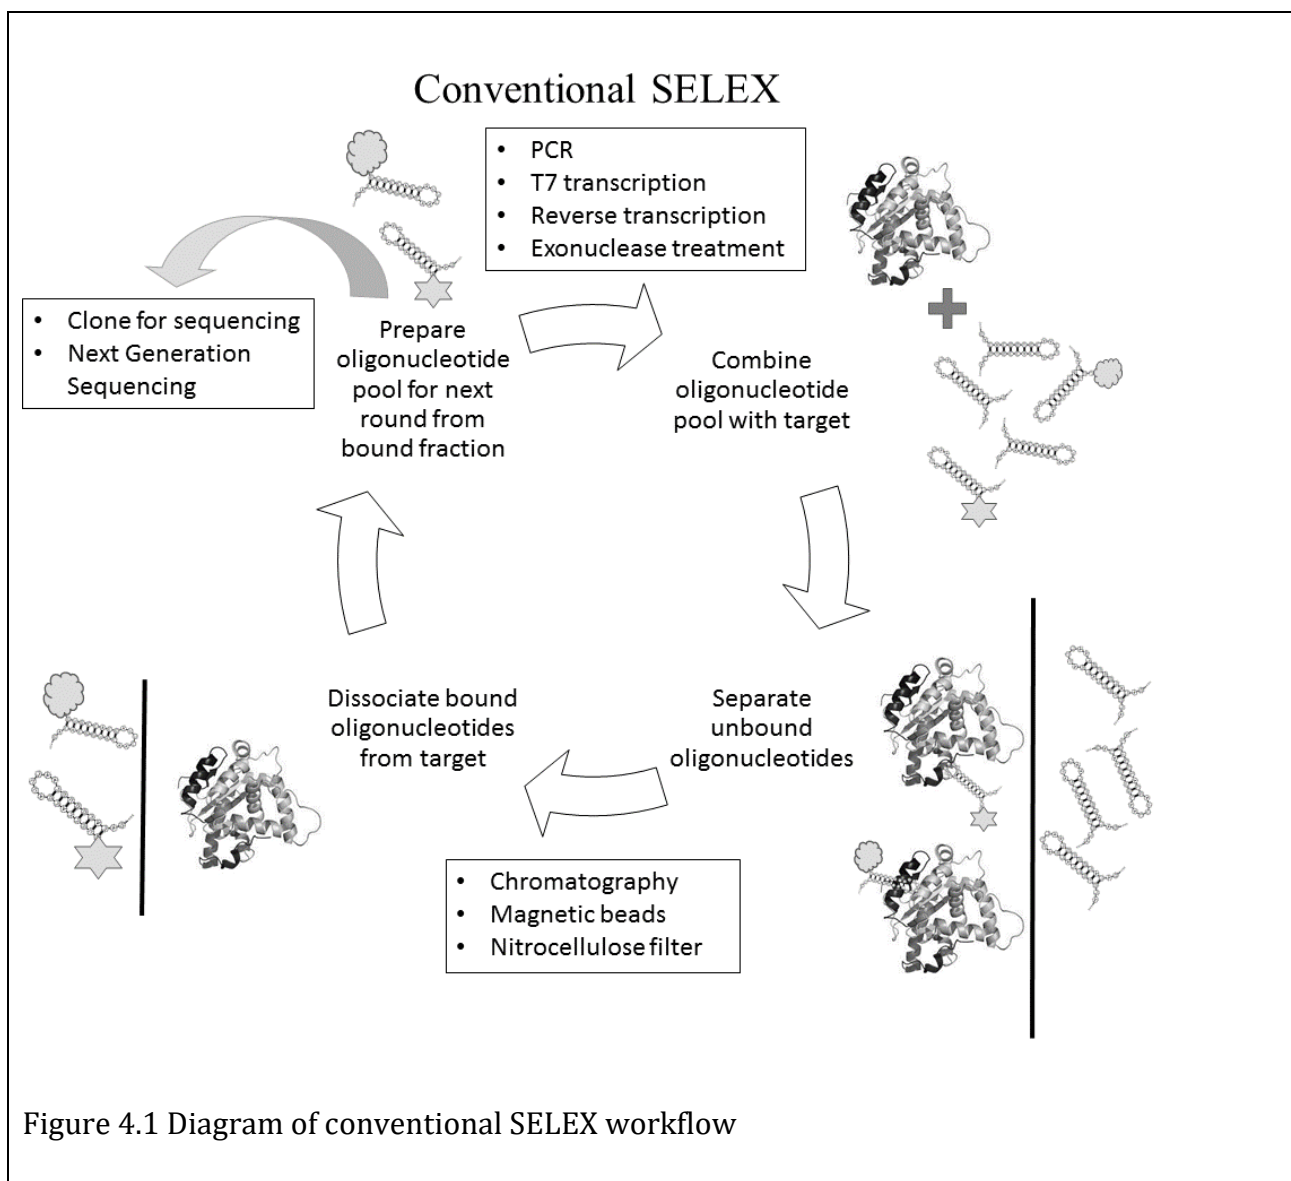 Conventional SELEX
• PCR
• T7 transcription
• Reverse transcription
• Exonuclease treatment
• Clone for sequencing
• Next Generation
Sequencing
Prepare
oligonucleotide
pool for next
round from
bound fraction
Combine
oligonucleotide
pool with target
Separate
unbound
oligonucleotides
Dissociate bound
oligonucleotides
from target
• Chromatography
• Magnetic beads
• Nitrocellulose filter
Figure 4.1 Diagram of conventional SELEX workflow